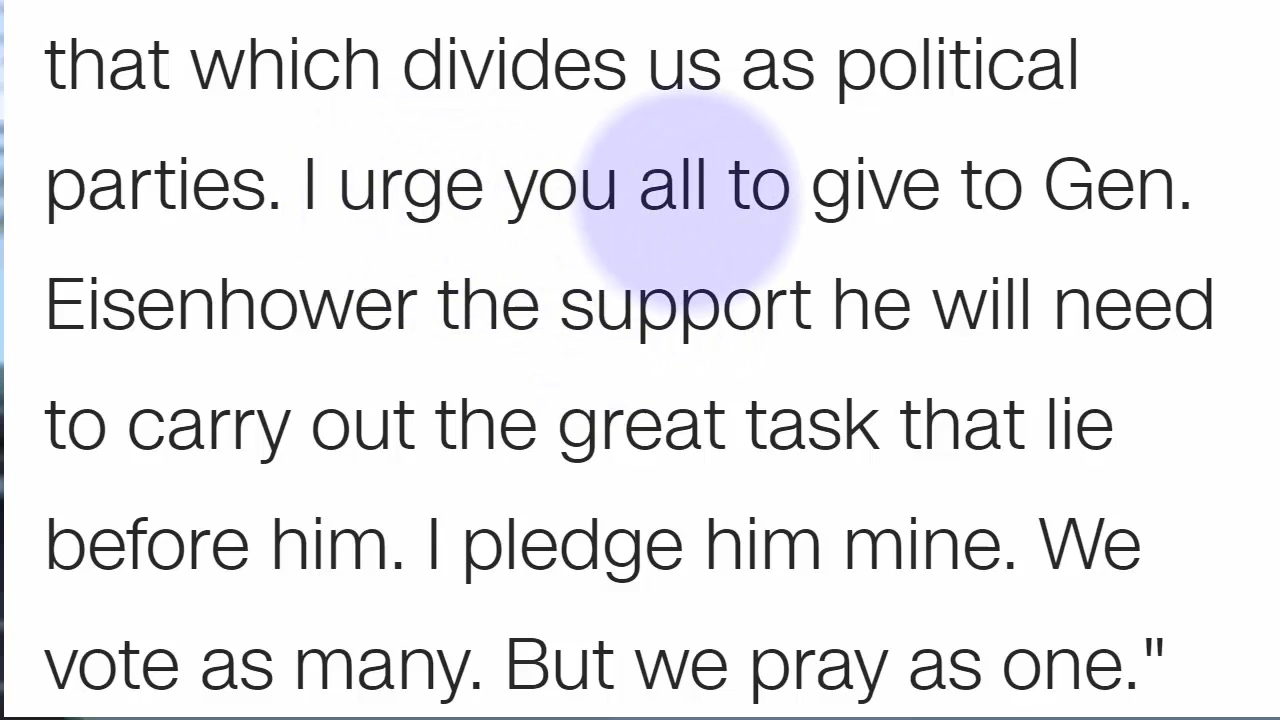 that which divides us as political
parties. I urge you all to give to Gen.
Eisenhower the support he will need
to carry out the great task that lie
before him. I pledge him mine. We
vote as many. But we pray as one."